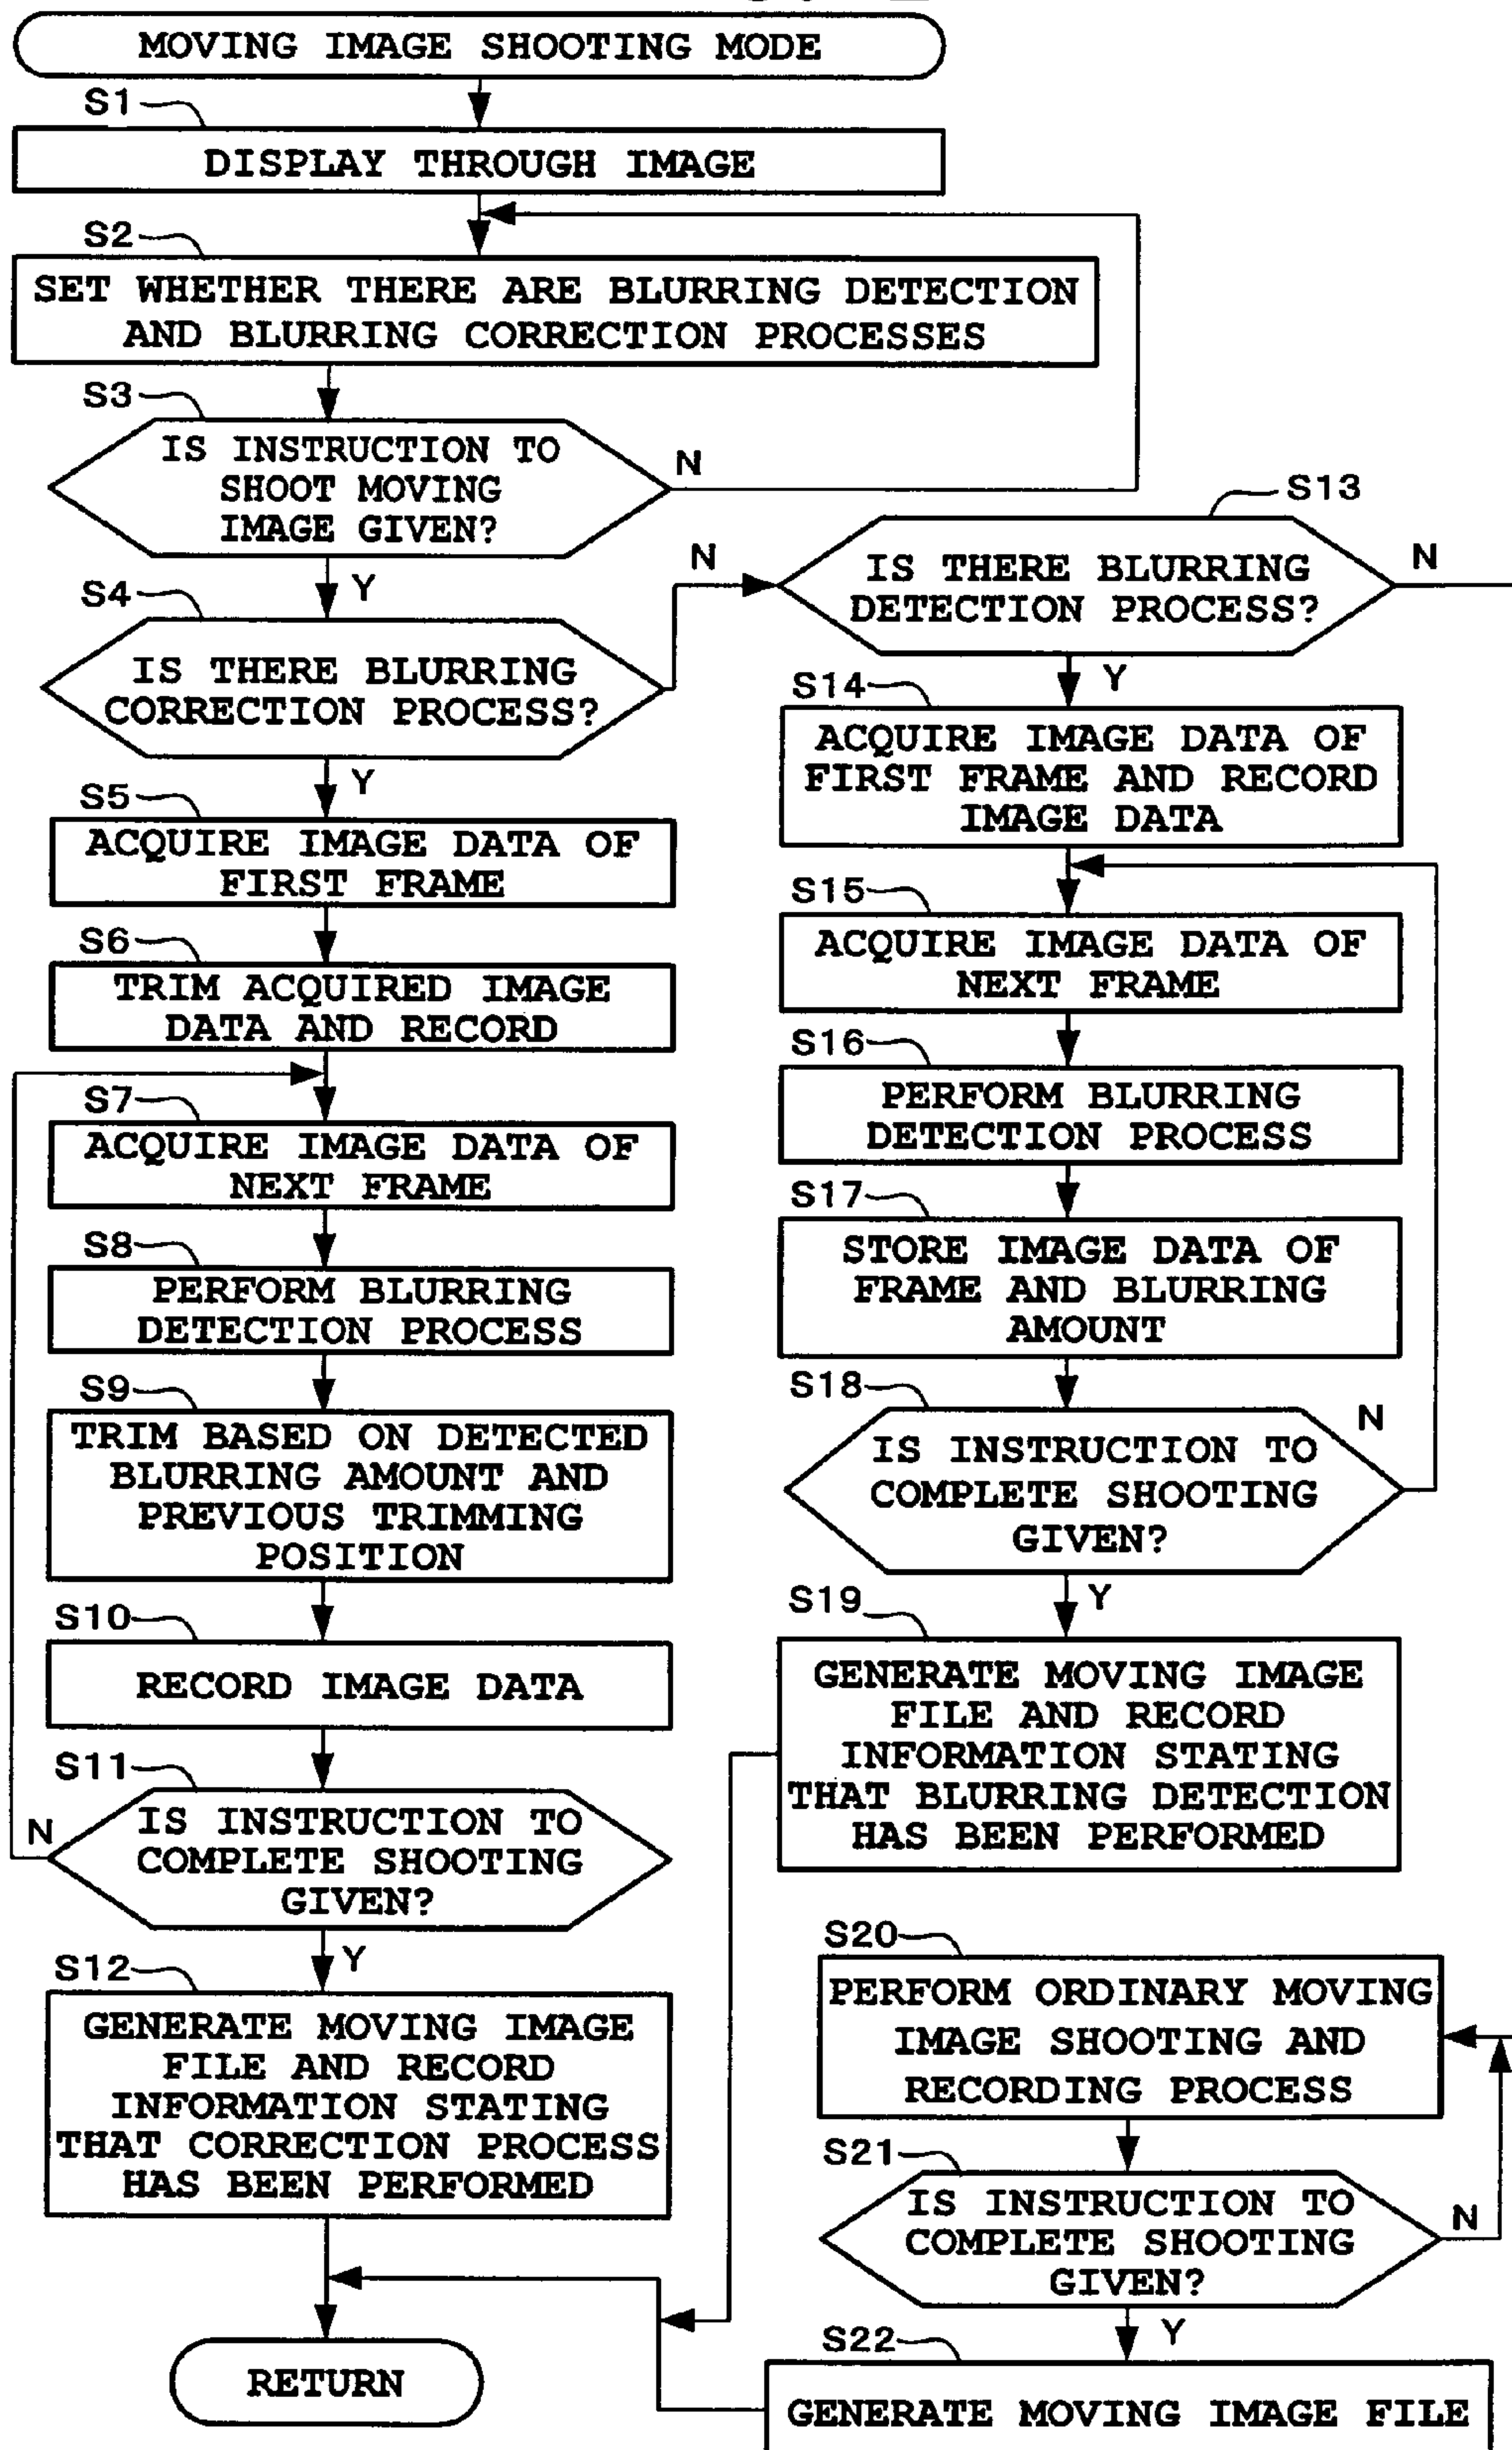 MOVING IMAGE SHOOTING MODE
S1
DISPLAY THROUGH IMAGE
S2
SET WHETHER THERE ARE BLURRING DETECTION
AND BLURRING CORRECTION PROCESSES
S3
IS INSTRUCTION TO
SHOOT MOVING
IMAGE GIVEN?
N
Y
S4
IS THERE BLURRING
CORRECTION PROCESS?
N
Y
S5
ACQUIRE IMAGE DATA OF
FIRST FRAME
S6
TRIM ACQUIRED IMAGE
DATA AND RECORD
S7
ACQUIRE IMAGE DATA OF
NEXT FRAME
S8
PERFORM BLURRING
DETECTION PROCESS
S9
TRIM BASED ON DETECTED
BLURRING AMOUNT AND
PREVIOUS TRIMMING
POSITION
S10
RECORD IMAGE DATA
S11
IS INSTRUCTION TO
COMPLETE SHOOTING
GIVEN?
N
Y
S12
GENERATE MOVING IMAGE
FILE AND RECORD
INFORMATION STATING
THAT CORRECTION PROCESS
HAS BEEN PERFORMED
RETURN
S13
IS THERE BLURRING
DETECTION PROCESS?
N
Y
S14
ACQUIRE IMAGE DATA OF
FIRST FRAME AND RECORD
IMAGE DATA
S15
ACQUIRE IMAGE DATA OF
NEXT FRAME
S16
PERFORM BLURRING
DETECTION PROCESS
S17
STORE IMAGE DATA OF
FRAME AND BLURRING
AMOUNT
S18
IS INSTRUCTION TO
COMPLETE SHOOTING
GIVEN?
N
Y
S19
GENERATE MOVING IMAGE
FILE AND RECORD
INFORMATION STATING
THAT BLURRING DETECTION
HAS BEEN PERFORMED
S20
PERFORM ORDINARY MOVING
IMAGE SHOOTING AND
RECORDING PROCESS
S21
IS INSTRUCTION TO
COMPLETE SHOOTING
GIVEN?
N
Y
S22
GENERATE MOVING IMAGE FILE